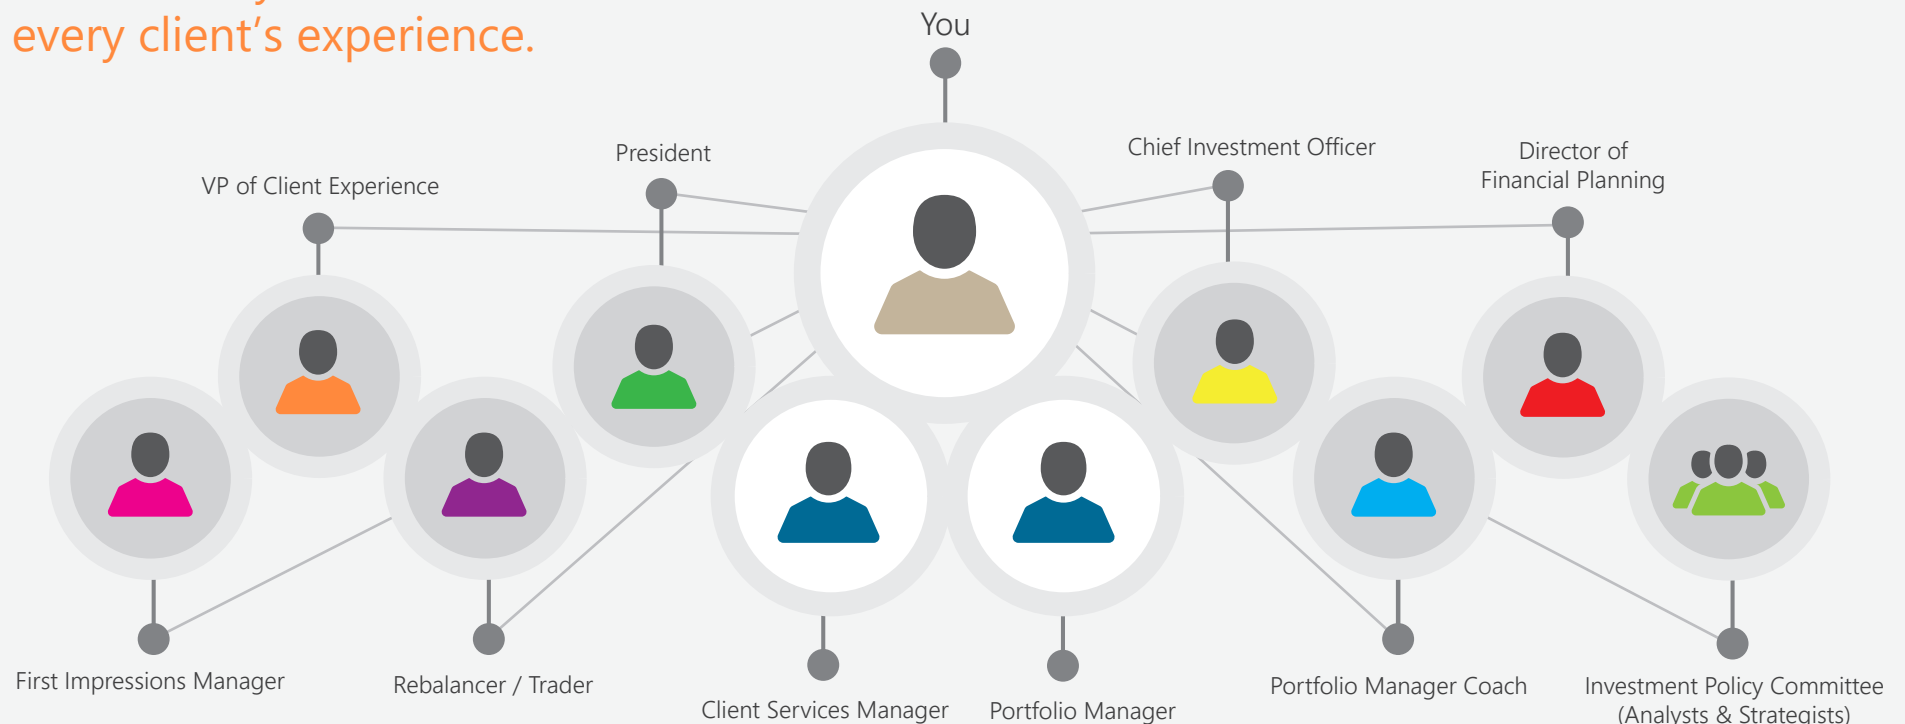 every client's experience.
You
President
Chief Investment Officer
Director of
Financial Planning
VP of Client Experience
First Impressions Manager
Rebalancer / Trader
Client Services Manager
Portfolio Manager
Portfolio Manager Coach
Investment Policy Committee
(Analysts & Strategists)